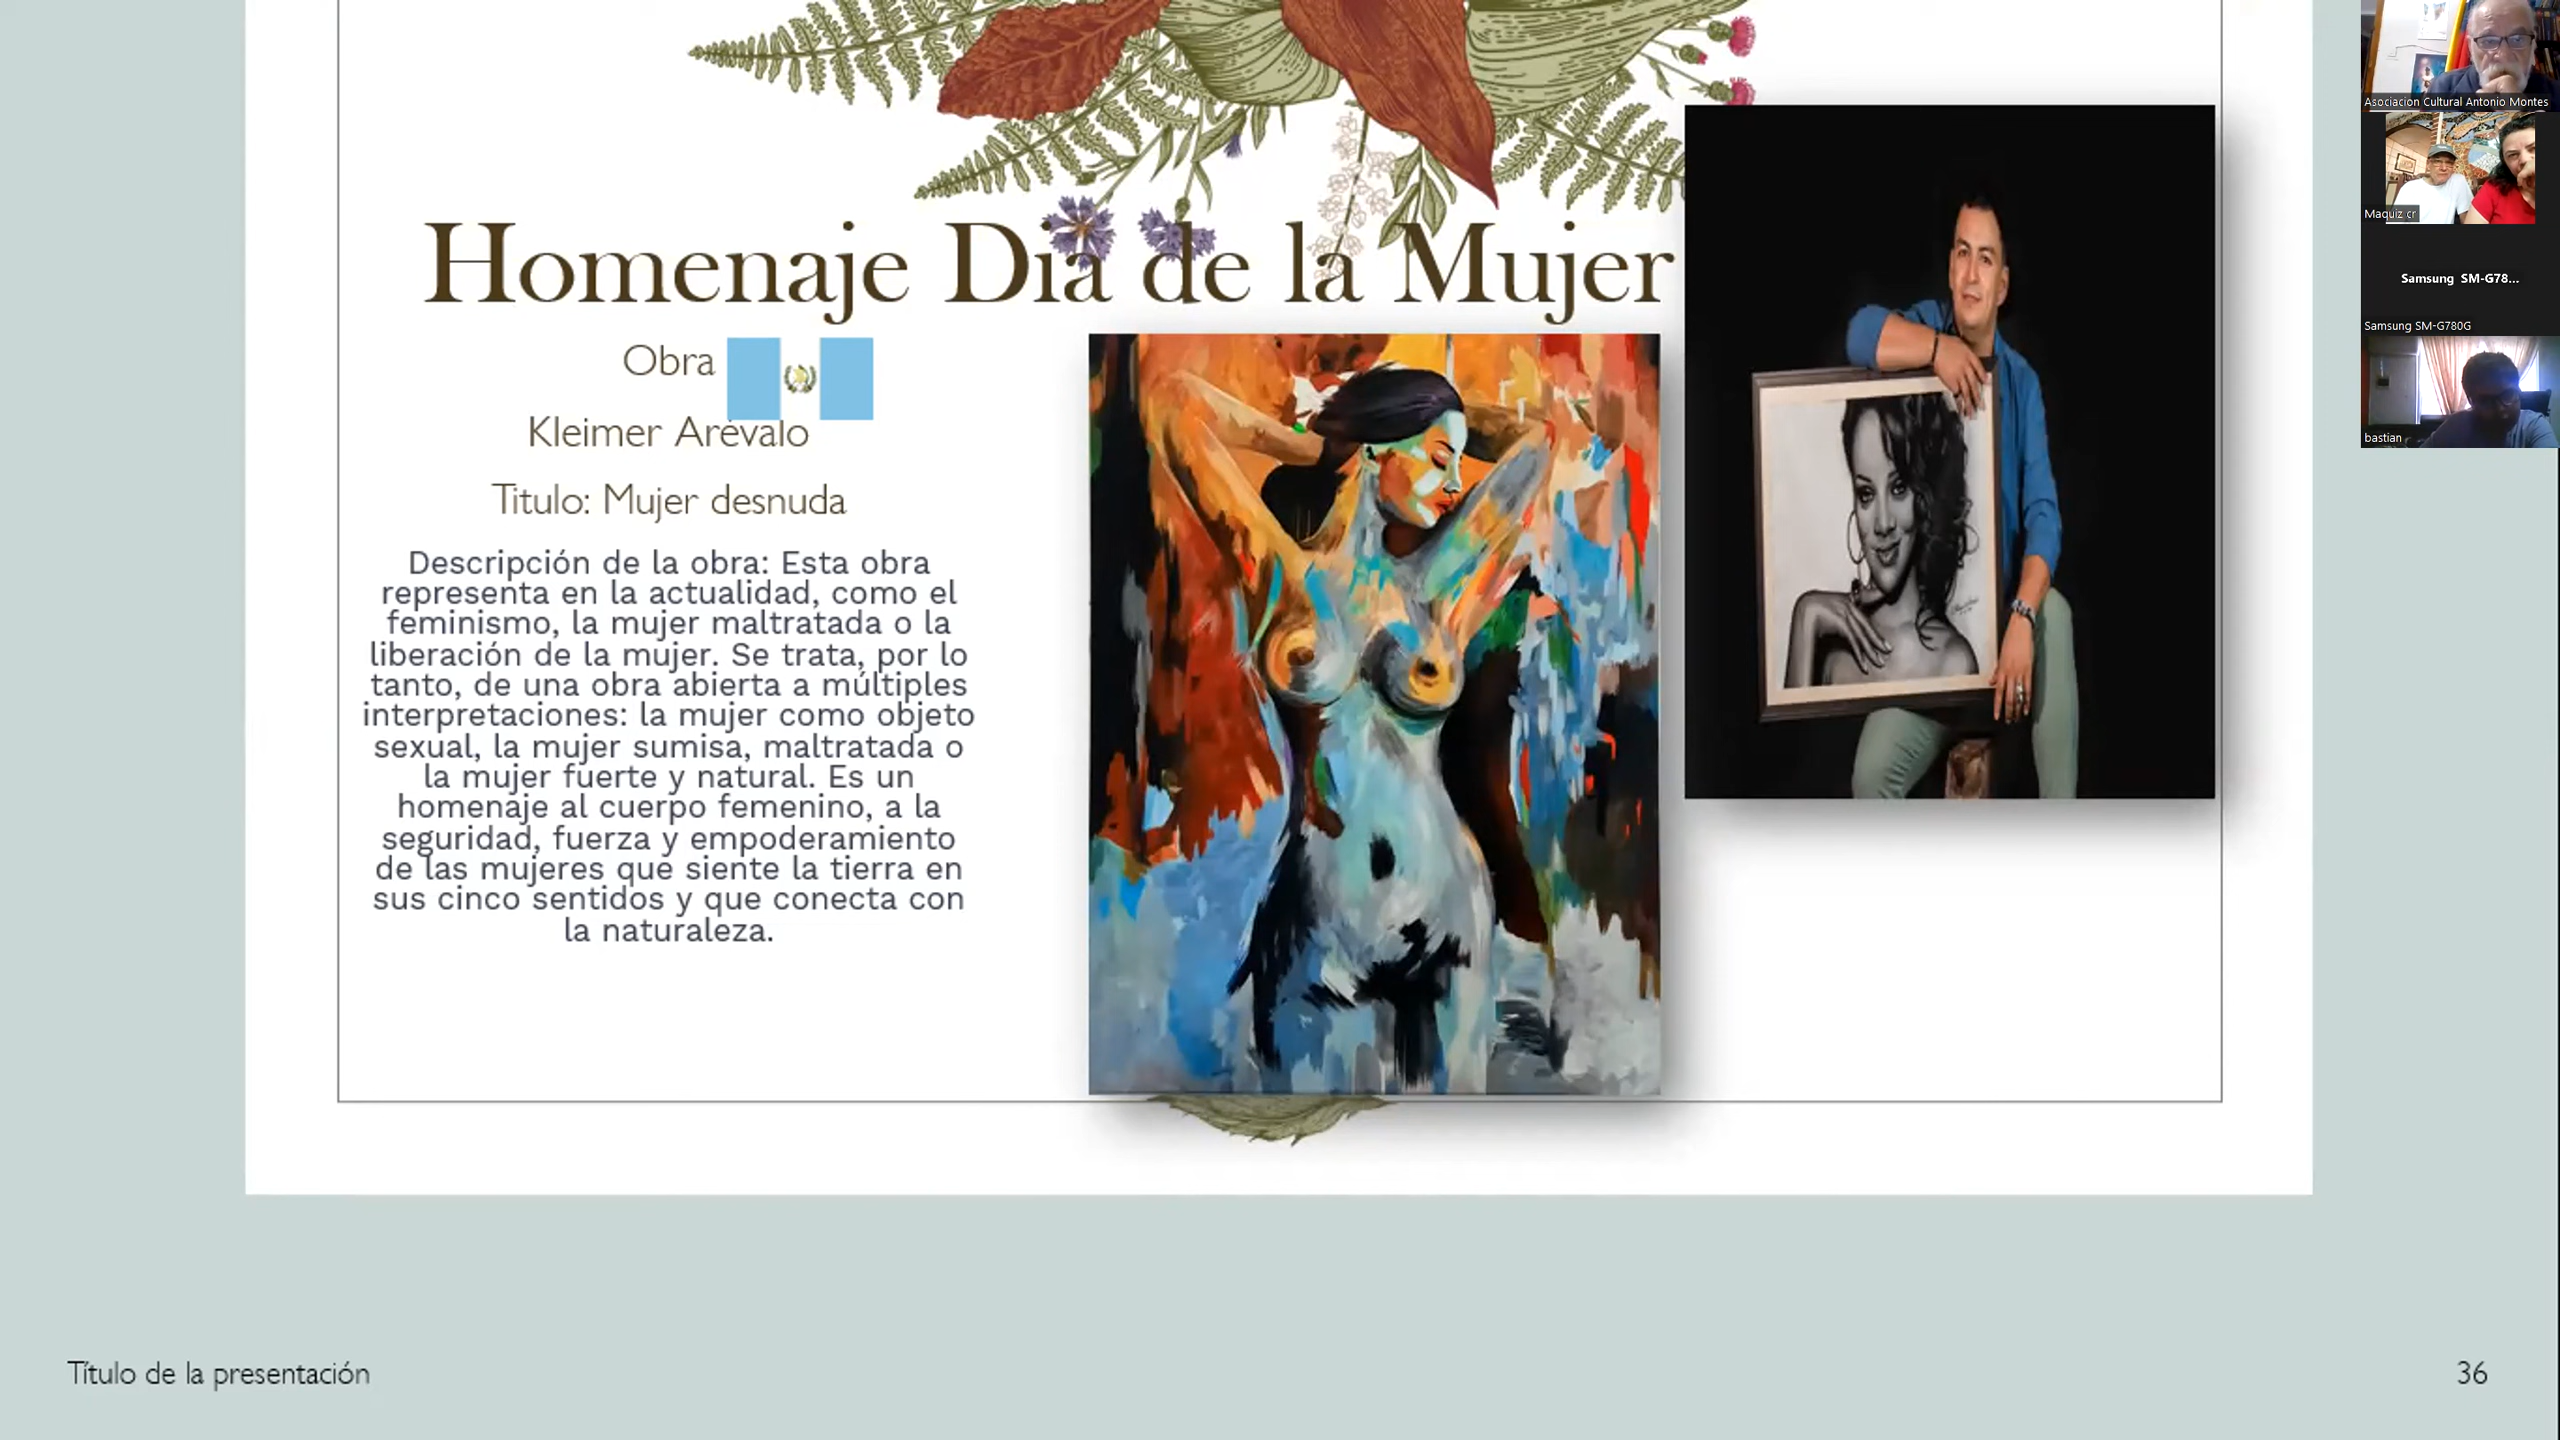 Homenaje Dia de la Mujer
Obra
Kleimer Arévalo
Titulo: Mujer desnuda
Descripción de la obra: Esta obra
representa en la actualidad, como el
feminismo, la mujer maltratada o la
liberación de la mujer. Se trata, por lo
tanto, de una obra abierta a múltiples
interpretaciones: la mujer como objeto
sexual, la mujer sumisa, maltratada o
la mujer fuerte y natural. Es un
homenaje al cuerpo femenino, a la
seguridad, fuerza y empoderamiento
de las mujeres que siente la tierra en
sus cinco sentidos y que conecta con
la naturaleza.
Título de la presentación
36
Asociacion Cultural Antonio Montes
Maquiz cr
Samsung SM-G78...
Samsung SM-G780G
bastian